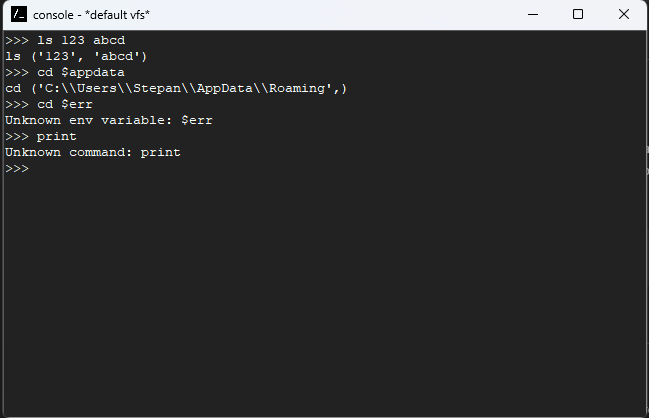 console - *default vfs*
>>> ls 123 abcd
ls ('123', 'abcd')
>>> cd $appdata
cd ('C:\\Users\\Stepan\\AppData\\Roaming',)
>>> cd $err
Unknown env variable: $err
>>> print
Unknown command: print
>>>